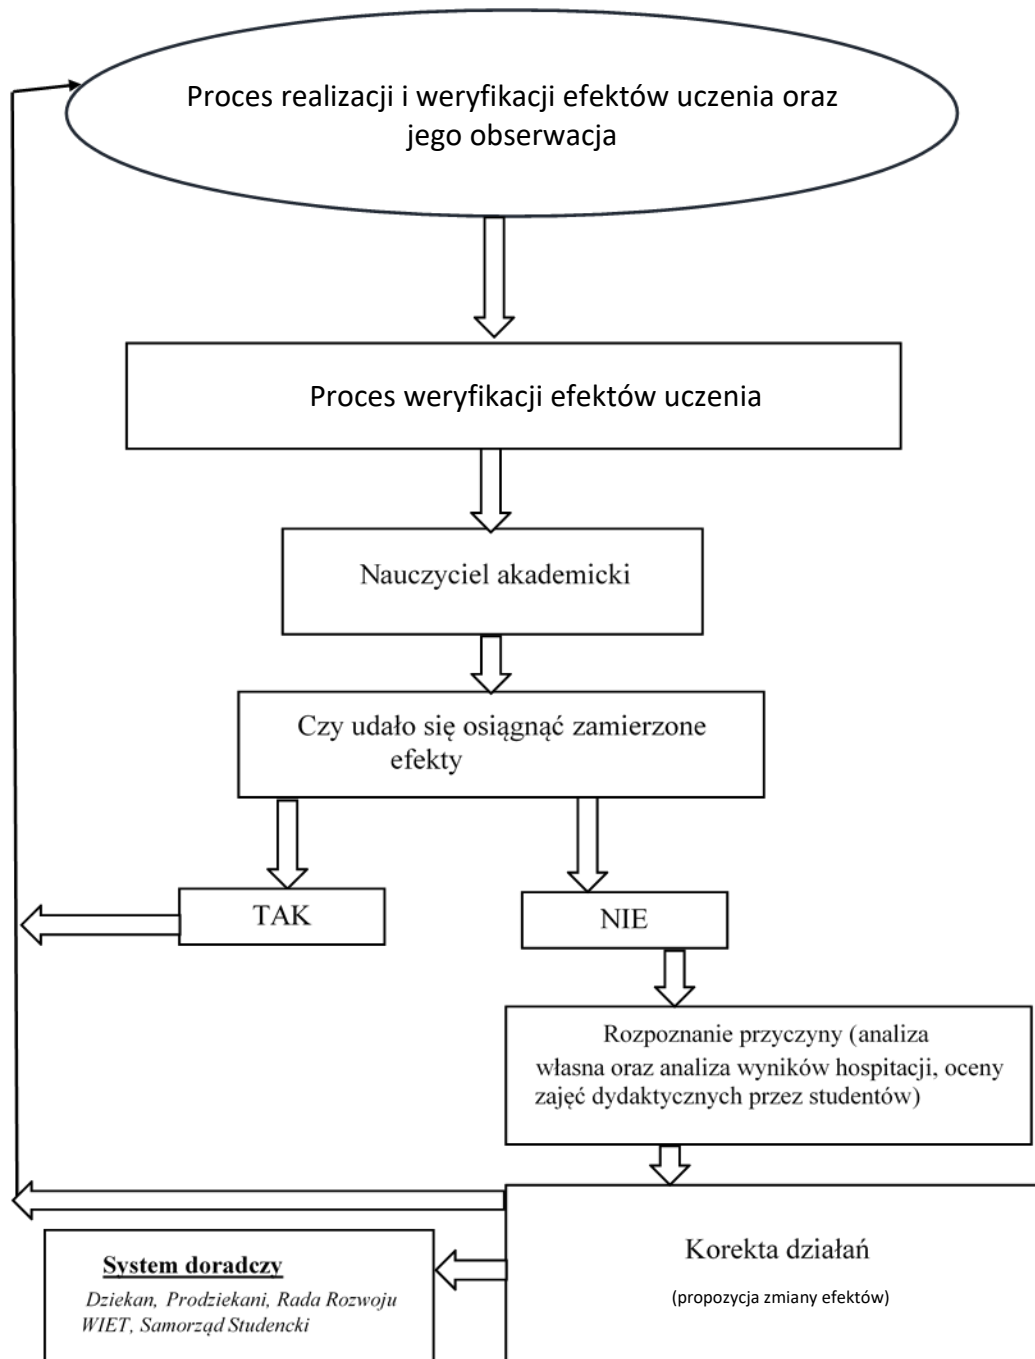 Proces realizacji i weryfikacji efektów uczenia oraz
jego obserwacja
Proces weryfikacji efektów uczenia
Nauczyciel akademicki
Czy udało się osiągnąć zamierzone
efekty
TAK
NIE
Rozpoznanie przyczyny (analiza
własna oraz analiza wyników hospitacji, oceny
zajęć dydaktycznych przez studentów)
Korekta działań
(propozycja zmiany efektów)
System doradczy
Dziekan, Prodziekani, Rada Rozwoju
WIET, Samorząd Studencki